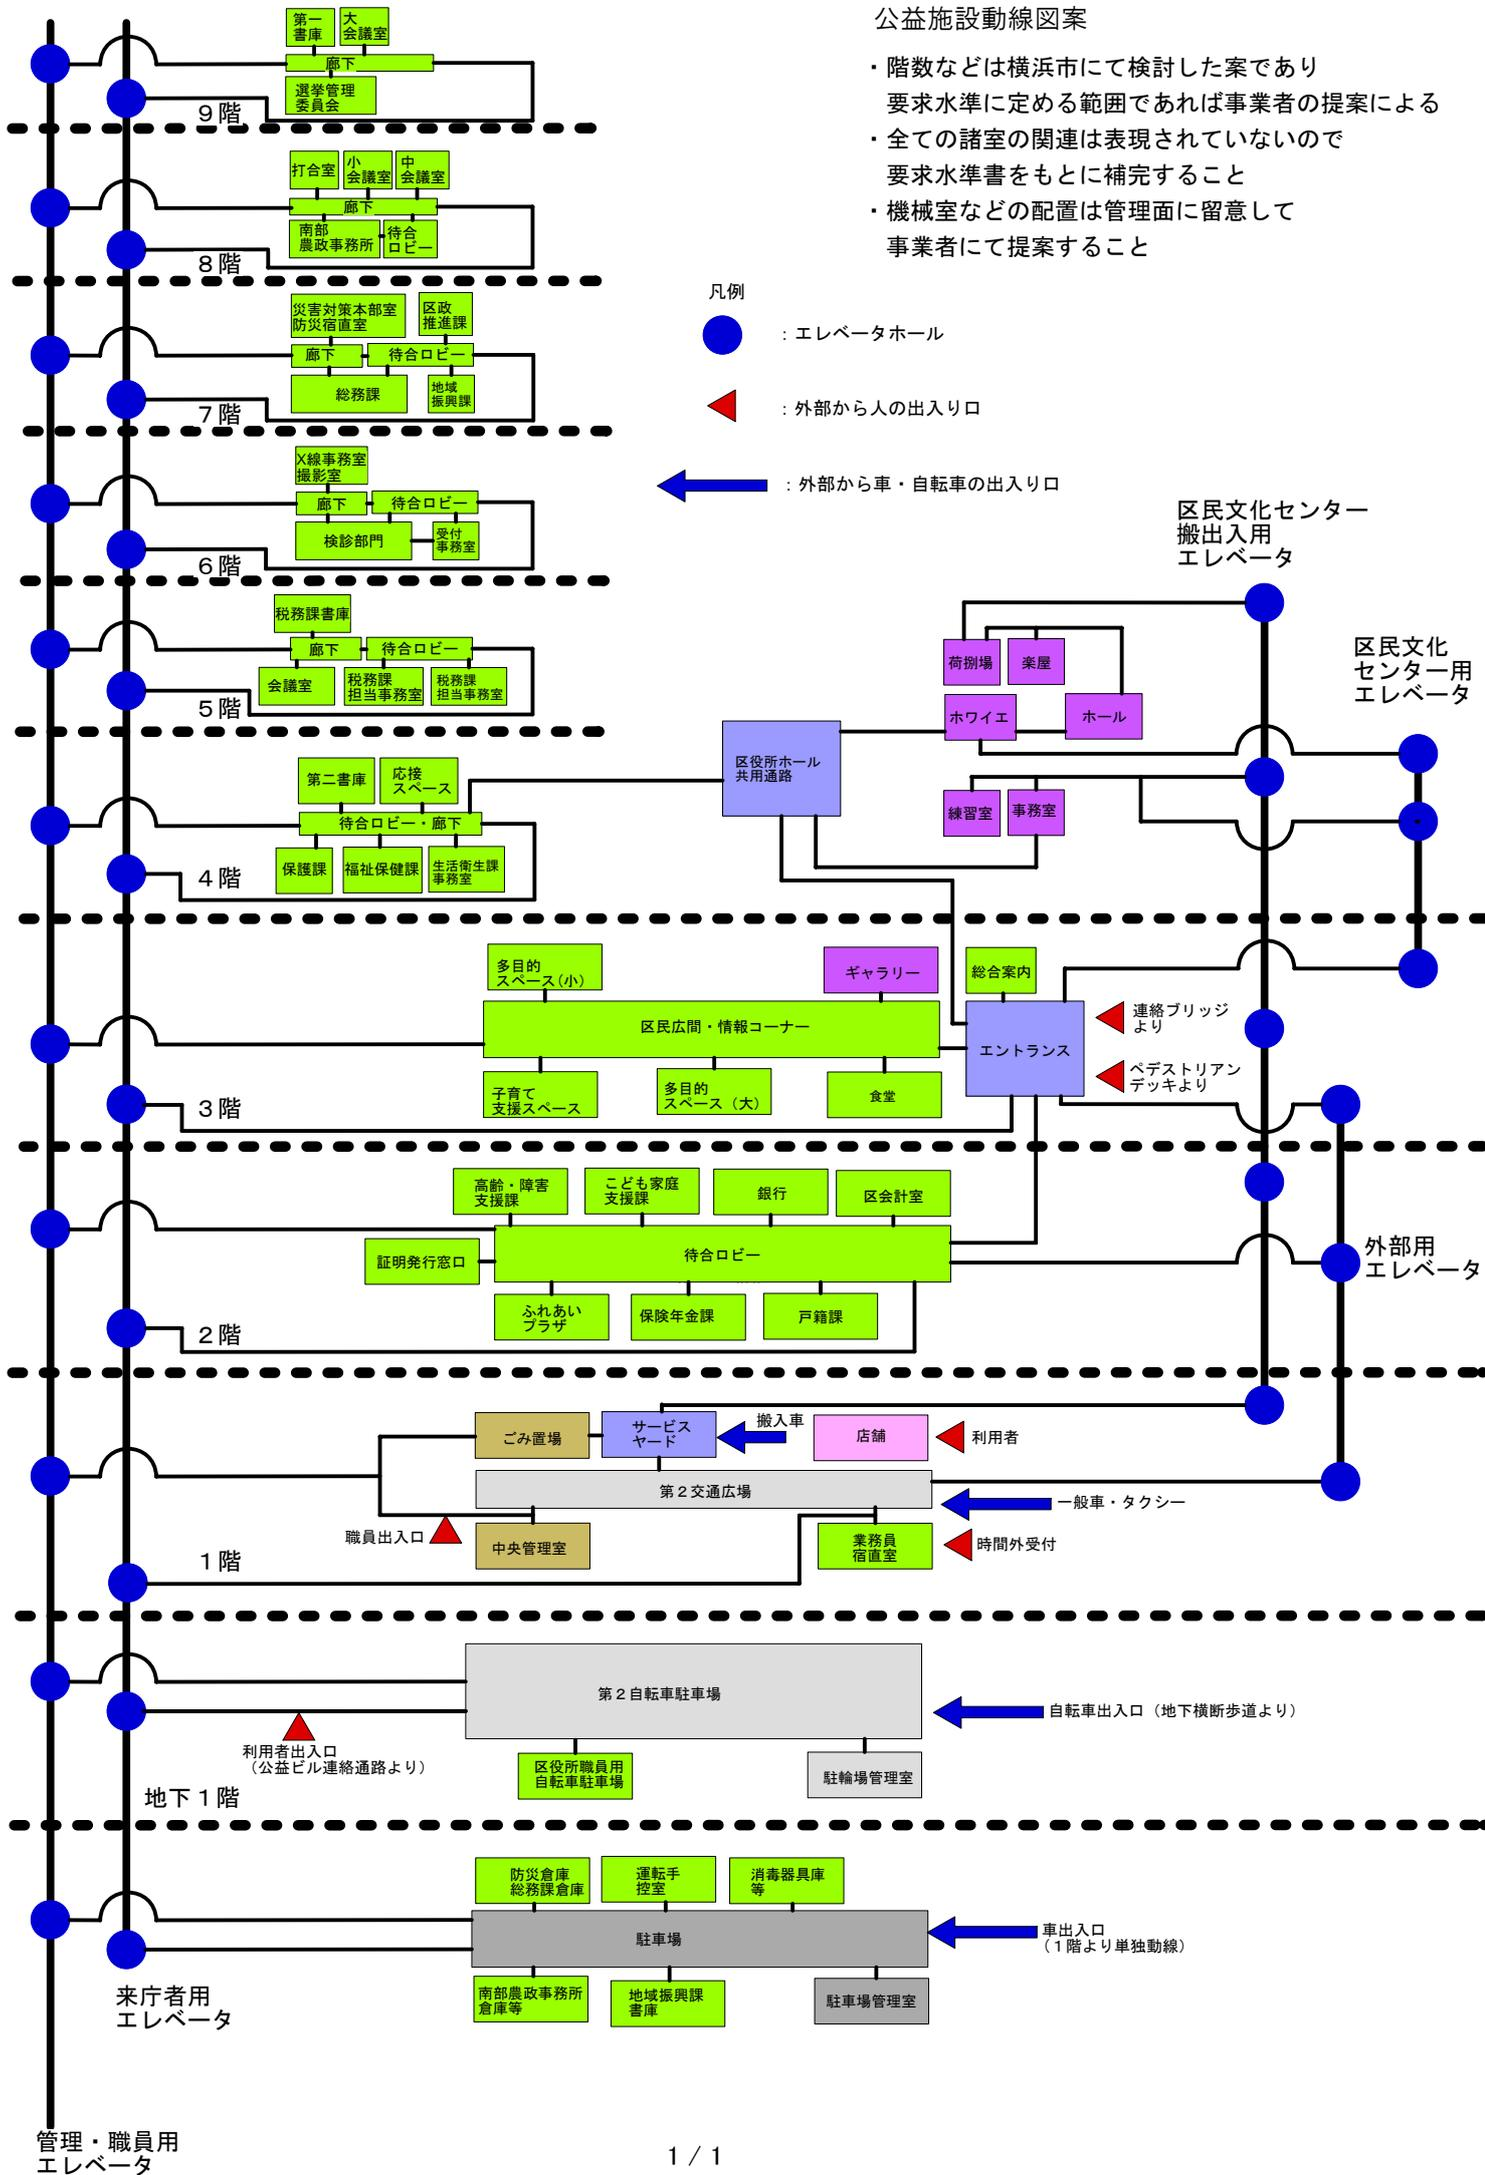 公益施設動線図案
・階数などは横浜市にて検討した案であり
要求水準に定める範囲であれば事業者の提案による
・全ての諸室の関連は表現されていないので
要求水準書をもとに補完すること
・機械室などの配置は管理面に留意して
事業者にて提案すること
凡例
：エレベータホール
：外部から人の出入り口
：外部から車・自転車の出入り口
第一
書庫
大
会議室
廊下
選挙管理
委員会
９階
打合室
小
会議室
中
会議室
廊下
南部
農政事務所
待合
ロビー
８階
災害対策本部室
防災宿直室
区政
推進課
廊下
待合ロビー
総務課
地域
振興課
７階
X線事務室
撮影室
廊下
待合ロビー
検診部門
受付
事務室
６階
税務課書庫
廊下
待合ロビー
会議室
税務課
担当事務室
税務課
担当事務室
５階
区民文化センター
搬出入用
エレベータ
区民文化
センター用
エレベータ
荷捌場
楽屋
ホワイエ
ホール
区役所ホール
共用通路
練習室
事務室
第二書庫
応接
スペース
待合ロビー・廊下
保護課
福祉保健課
生活衛生課
事務室
４階
多目的
スペース(小)
ギャラリー
総合案内
区民広間・情報コーナー
エントランス
連絡ブリッジ
より
ペデストリアン
デッキより
子育て
支援スペース
多目的
スペース（大）
食堂
３階
高齢・障害
支援課
こども家庭
支援課
銀行
区会計室
証明発行窓口
待合ロビー
外部用
エレベータ
ふれあい
プラザ
保険年金課
戸籍課
２階
ごみ置場
サービス
ヤード
搬入車
店舗
利用者
第２交通広場
一般車・タクシー
職員出入口
中央管理室
業務員
宿直室
時間外受付
１階
第２自転車駐車場
自転車出入口（地下横断歩道より）
利用者出入口
（公益ビル連絡通路より）
区役所職員用
自転車駐車場
駐輪場管理室
地下１階
防災倉庫
総務課倉庫
運転手
控室
消毒器具庫
等
駐車場
車出入口
（１階より単独動線）
南部農政事務所
倉庫等
地域振興課
書庫
駐車場管理室
来庁者用
エレベータ
管理・職員用
エレベータ
1 / 1